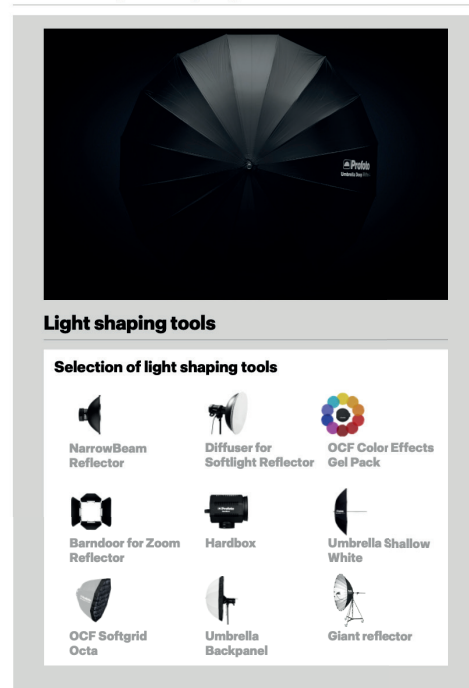 Profoto
Umbrella Deep White
Light shaping tools
Selection of light shaping tools
NarrowBeam
Reflector
Diffuser for
Softlight Reflector
OCF Color Effects
Gel Pack
Barndoor for Zoom
Reflector
Profoto
Hardbox
Umbrella Shallow
White
OCF Softgrid
Octa
Umbrella
Backpanel
Giant reflector